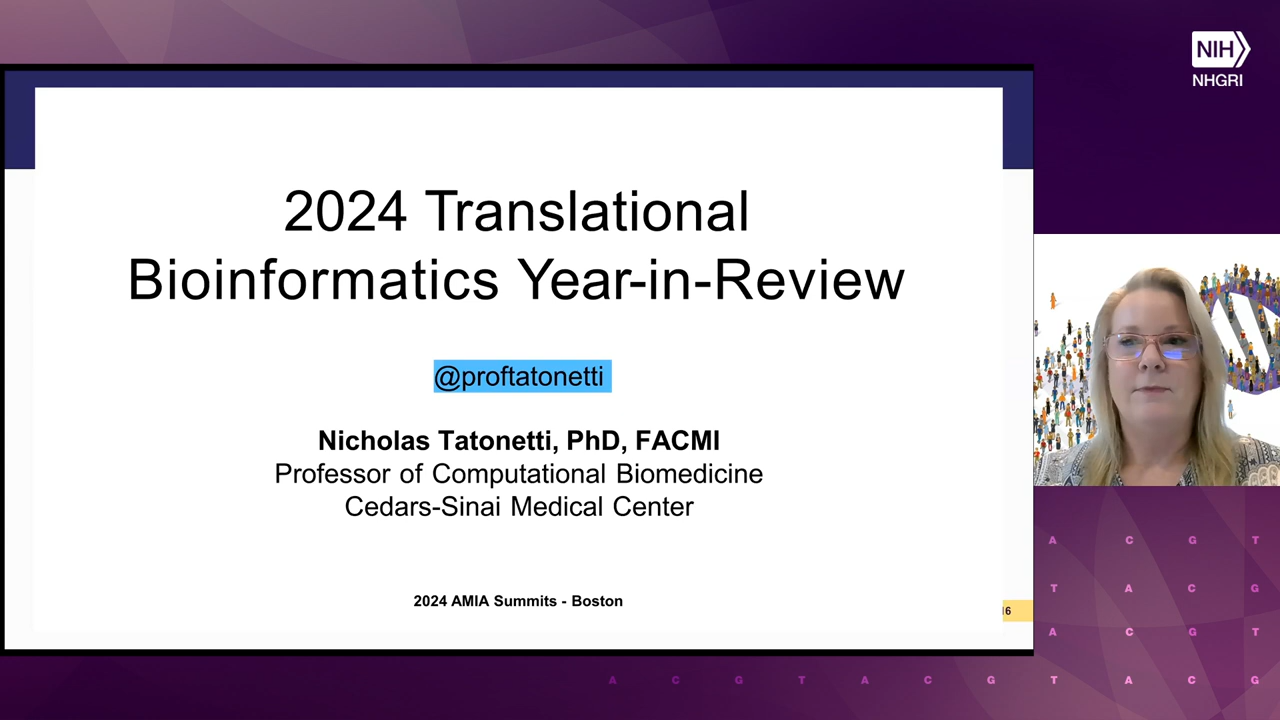 NIH
NHGRI
2024 Translational
Bioinformatics Year-in-Review
@proftatonetti
Nicholas Tatonetti, PhD, FACMI
Professor of Computational Biomedicine
Cedars-Sinai Medical Center
2024 AMIA Summits - Boston
16
A C G T
T A C G
A C G T
A C G T A C G T A C G